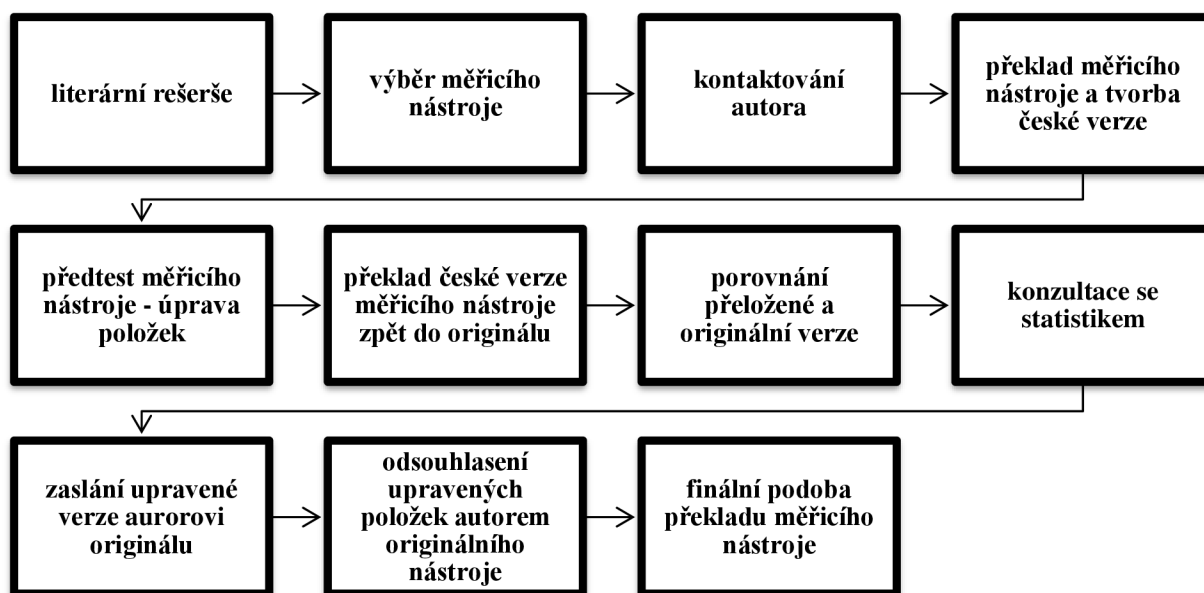 literární rešerše
výběr měřicího
nástroje
kontaktování
autora
překlad měřicího
nástroje a tvorba
české verze
předtest měřicího
nástroje - úprava
položek
překlad české verze
měřicího nástroje
zpět do originálu
porovnání
přeložené a
originální verze
konzultace se
statistikem
zaslání upravené
verze aurorovi
originálu
odsouhlasení
upravených
položek autorem
originálního
nástroje
finální podoba
překladu měřicího
nástroje